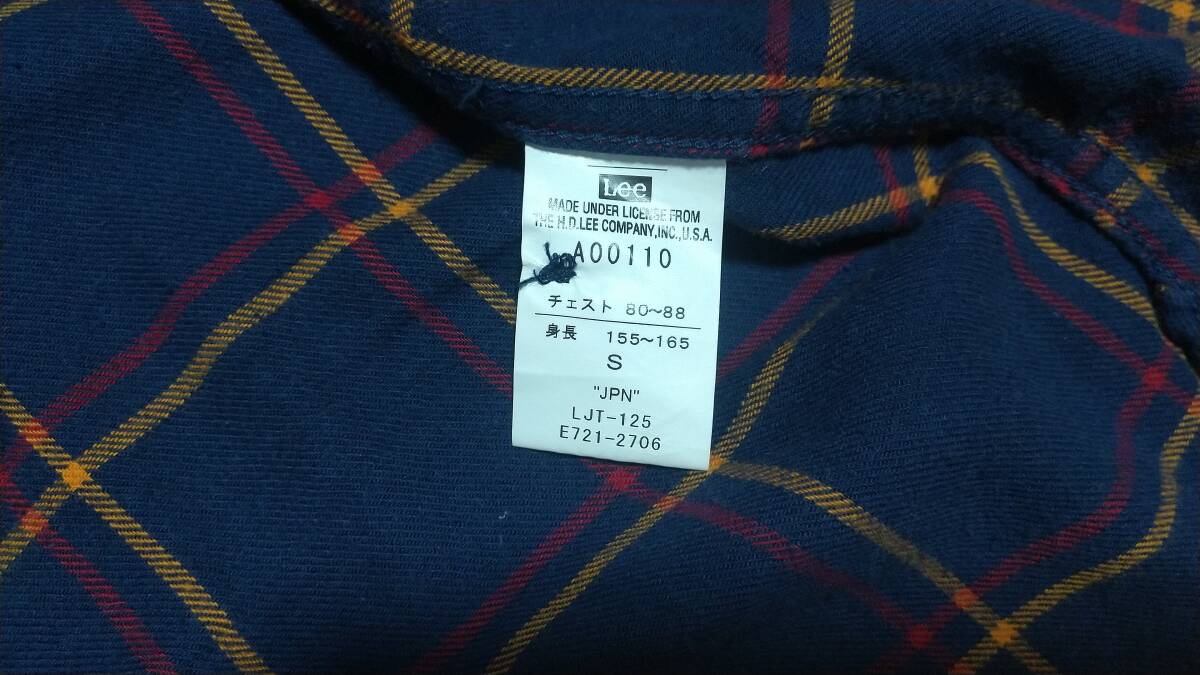 Lee
MADE UNDER LICENSE FROM
THE H.D.LEE COMPANY,INC.,U.S.A.
A00110
チェスト 80~88
身長 155~165
S
"JPN"
LJT-125
E721-2706